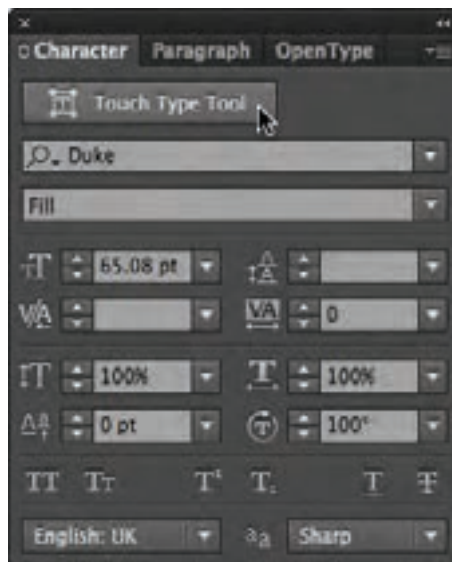 Character Paragraph OpenType
Touch Type Tool
Duke
Fill
65.08 pt
0
100% 100%
0 pt 100°
English: UK Sharp